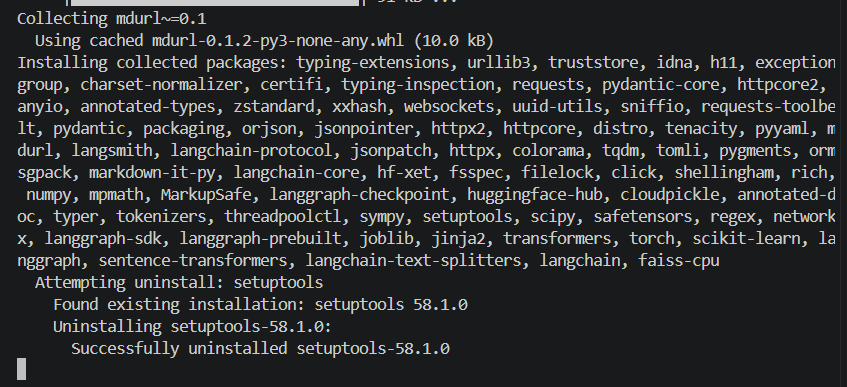 Collecting mdurl~=0.1
  Using cached mdurl-0.1.2-py3-none-any.whl (10.0 kB)
Installing collected packages: typing-extensions, urllib3, truststore, idna, h11, exception
group, charset-normalizer, certifi, typing-inspection, requests, pydantic-core, httpcore2,
anyio, annotated-types, zstandard, xxhash, websockets, uuid-utils, sniffio, requests-toolbe
lt, pydantic, packaging, orjson, jsonpointer, httpx2, httpcore, distro, tenacity, pyyaml, m
durl, langsmith, langchain-protocol, jsonpatch, httpx, colorama, tqdm, tomli, pygments, orm
sgpack, markdown-it-py, langchain-core, hf-xet, fsspec, filelock, click, shellingham, rich,
 numpy, mpmath, MarkupSafe, langgraph-checkpoint, huggingface-hub, cloudpickle, annotated-d
oc, typer, tokenizers, threadpoolctl, sympy, setuptools, scipy, safetensors, regex, network
x, langgraph-sdk, langgraph-prebuilt, joblib, jinja2, transformers, torch, scikit-learn, la
nggraph, sentence-transformers, langchain-text-splitters, langchain, faiss-cpu
  Attempting uninstall: setuptools
    Found existing installation: setuptools 58.1.0
    Uninstalling setuptools-58.1.0:
      Successfully uninstalled setuptools-58.1.0